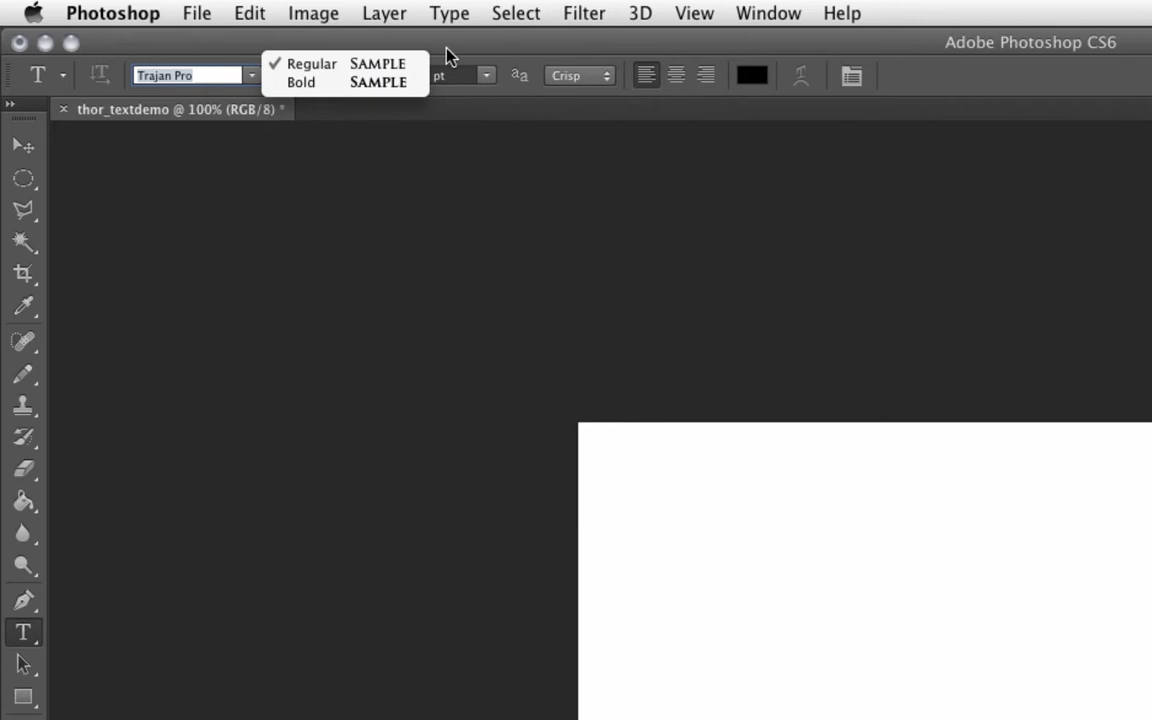 Photoshop File Edit Image Layer Type Select Filter 3D View Window Help
Adobe Photoshop CS6
T T Trajan Pro ✓ Regular SAMPLE pt aa Crisp
Bold SAMPLE
× thor_textdemo @ 100% (RGB/8) *
T